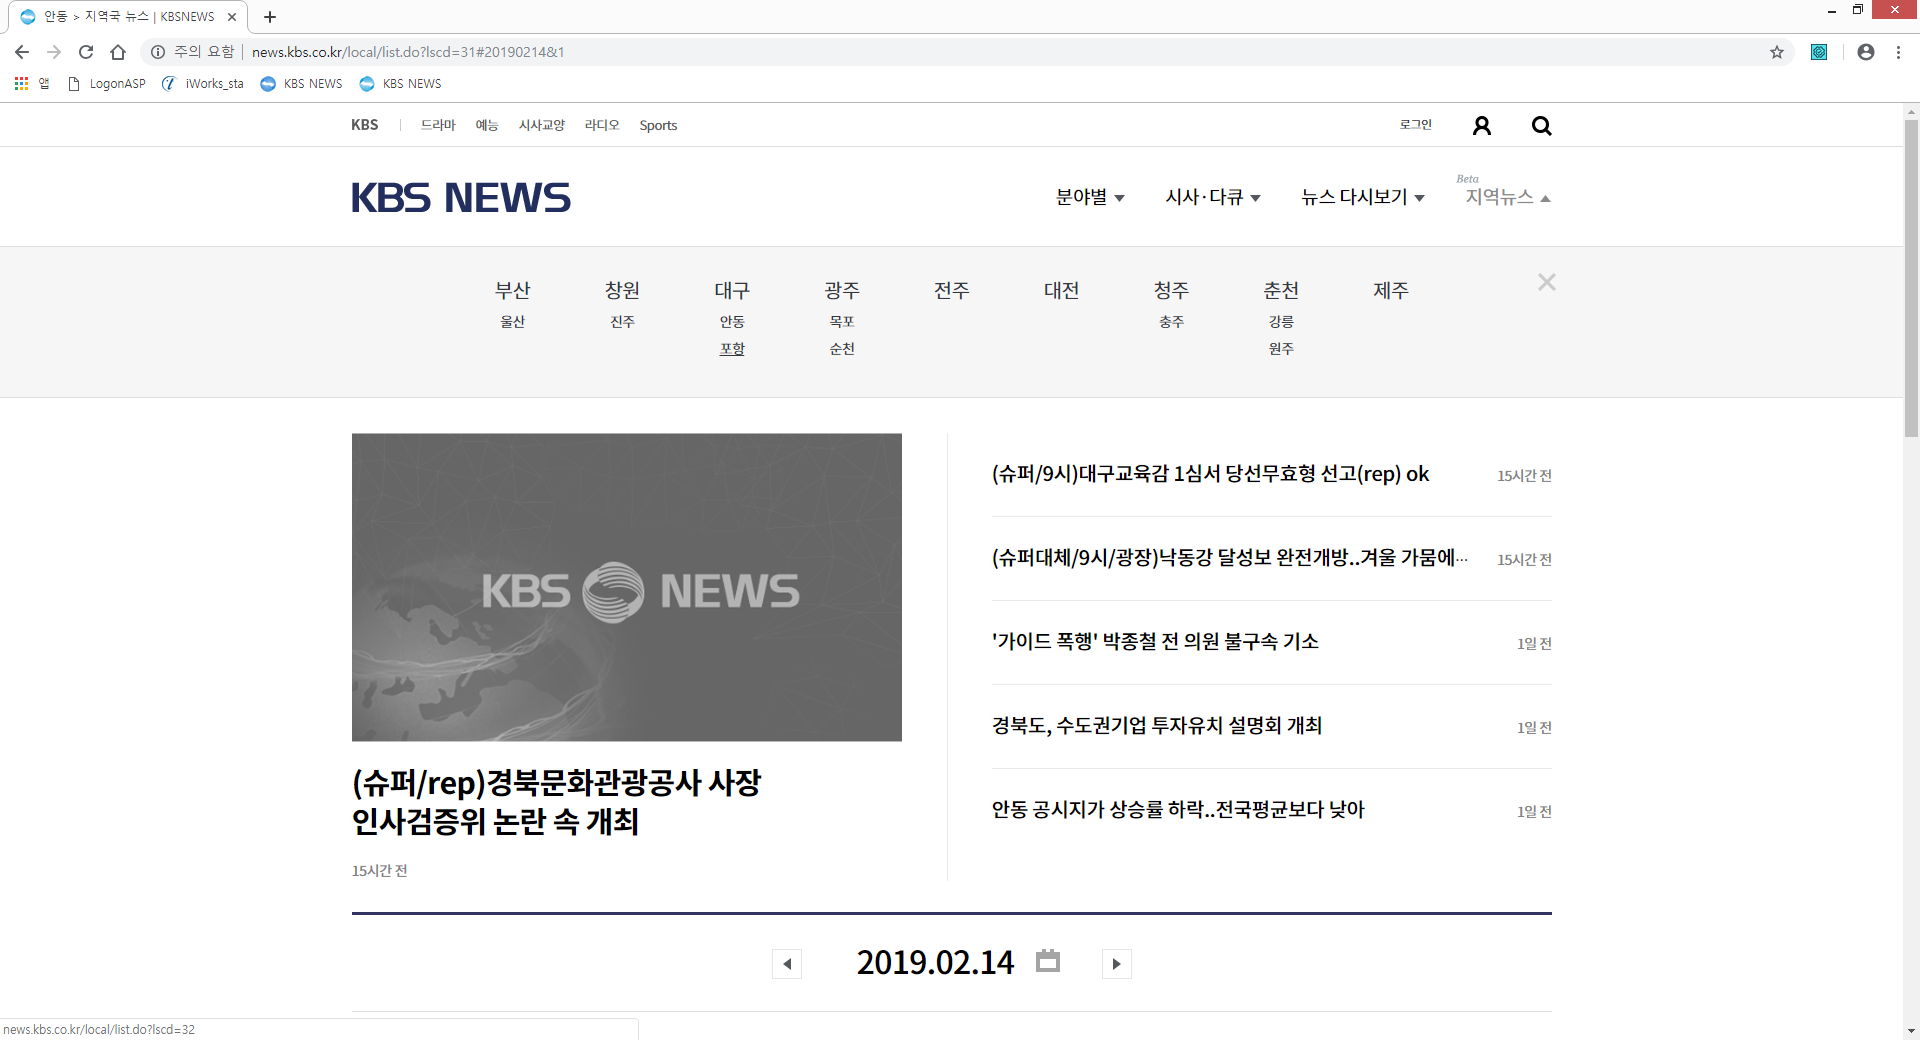 안동 > 지역국 뉴스 | KBSNEWS
주의 요함
news.kbs.co.kr/local/list.do?lscd=31#20190214&1
앱
LogonASP
iWorks_sta
KBS NEWS
KBS NEWS
KBS
드라마
예능
시사교양
라디오
Sports
로그인
KBS NEWS
분야별
시사·다큐
뉴스 다시보기
Beta
지역뉴스
부산 창원 대구 광주 전주 대전 청주 춘천 제주
울산 진주 안동 목포 충주 강릉
포항 순천 원주
KBS NEWS
(슈퍼/rep)경북문화관광공사 사장
인사검증위 논란 속 개최
15시간 전
(슈퍼/9시)대구교육감 1심서 당선무효형 선고(rep) ok 15시간 전
(슈퍼대체/9시/광장)낙동강 달성보 완전개방..겨울 가뭄에… 15시간 전
'가이드 폭행' 박종철 전 의원 불구속 기소 1일 전
경북도, 수도권기업 투자유치 설명회 개최 1일 전
안동 공시지가 상승률 하락..전국평균보다 낮아 1일 전
2019.02.14
news.kbs.co.kr/local/list.do?lscd=32